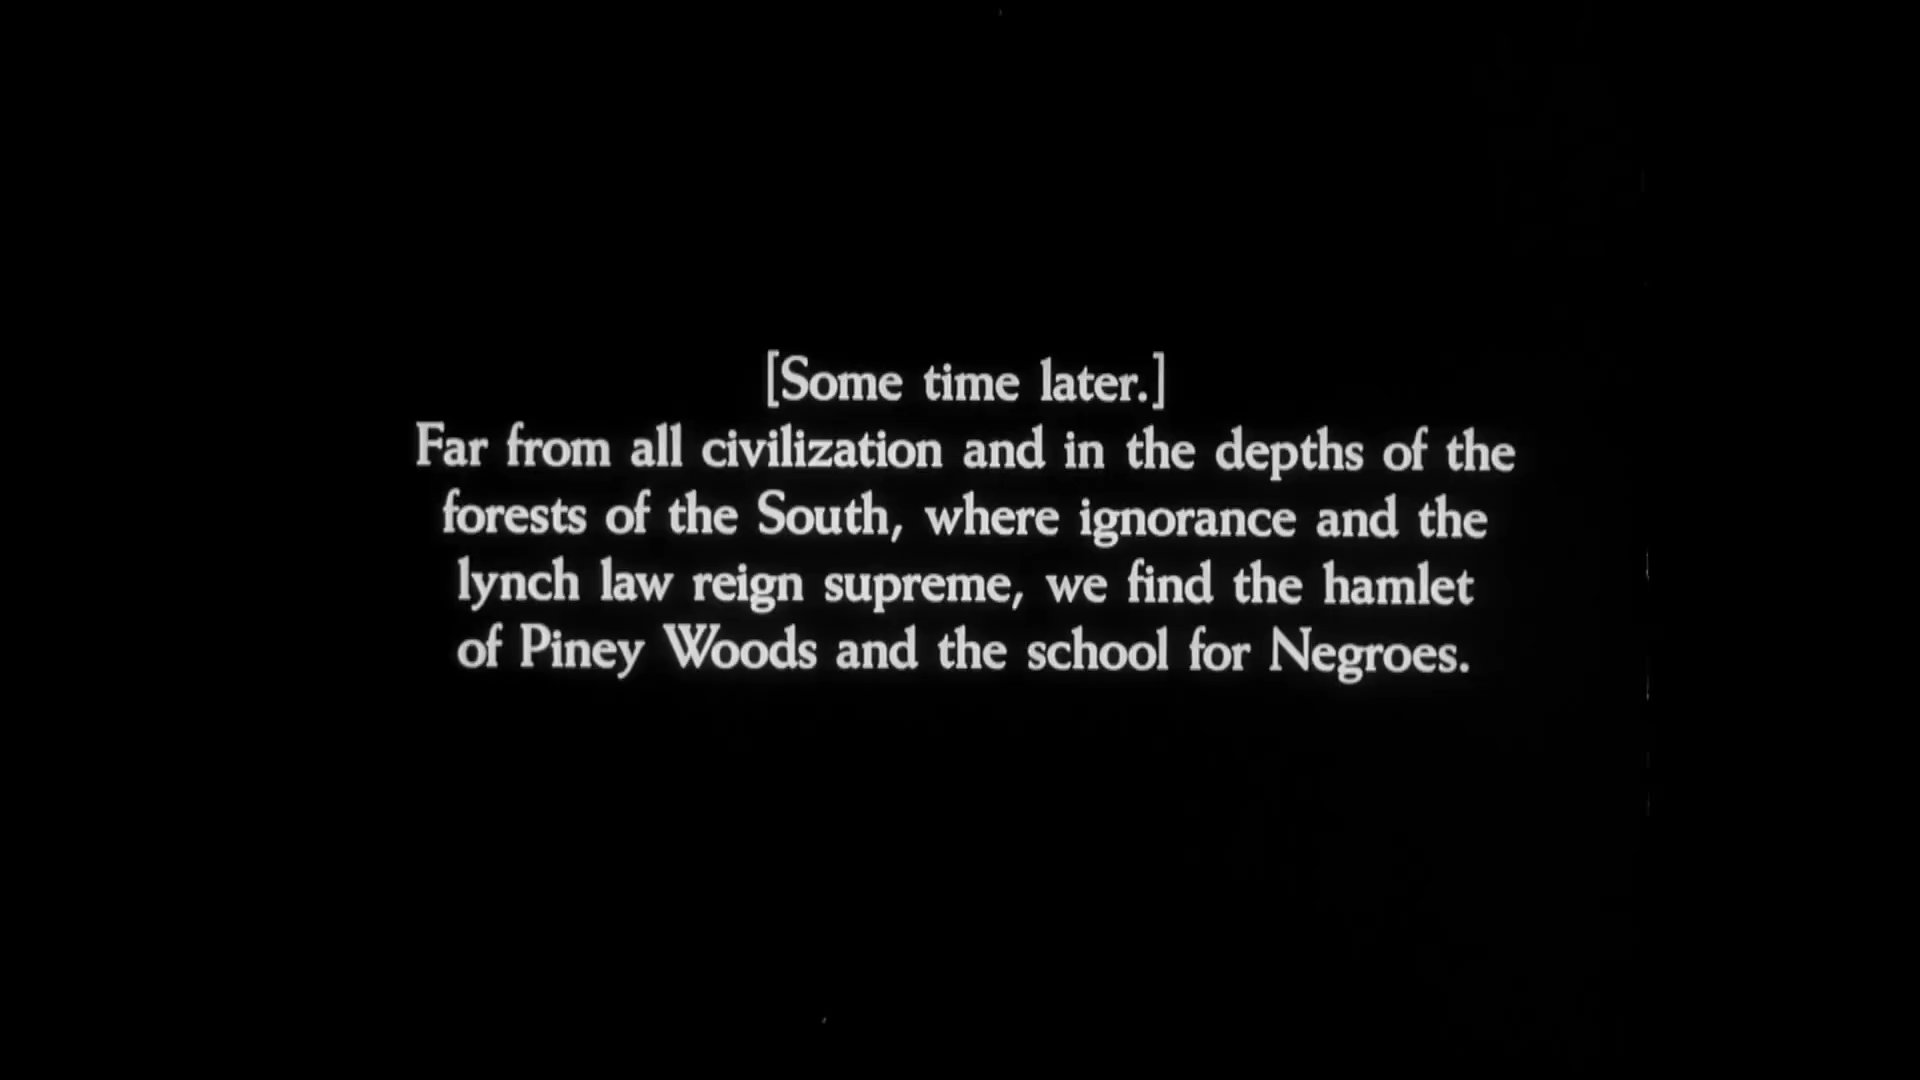 [Some time later.]
Far from all civilization and in the depths of the
forests of the South, where ignorance and the
lynch law reign supreme, we find the hamlet
of Piney Woods and the school for Negroes.